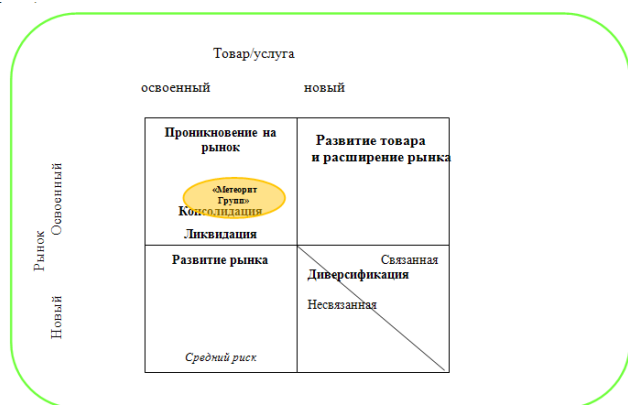 Товар/услуга
освоенный новый
Проникновение на
рынок
Развитие товара
и расширение рынка
«Метеорит
Групп»
Консолидация
Ликвидация
Рынок
Освоенный
Новый
Развитие рынка
Средний риск
Связанная
Диверсификация
Несвязанная